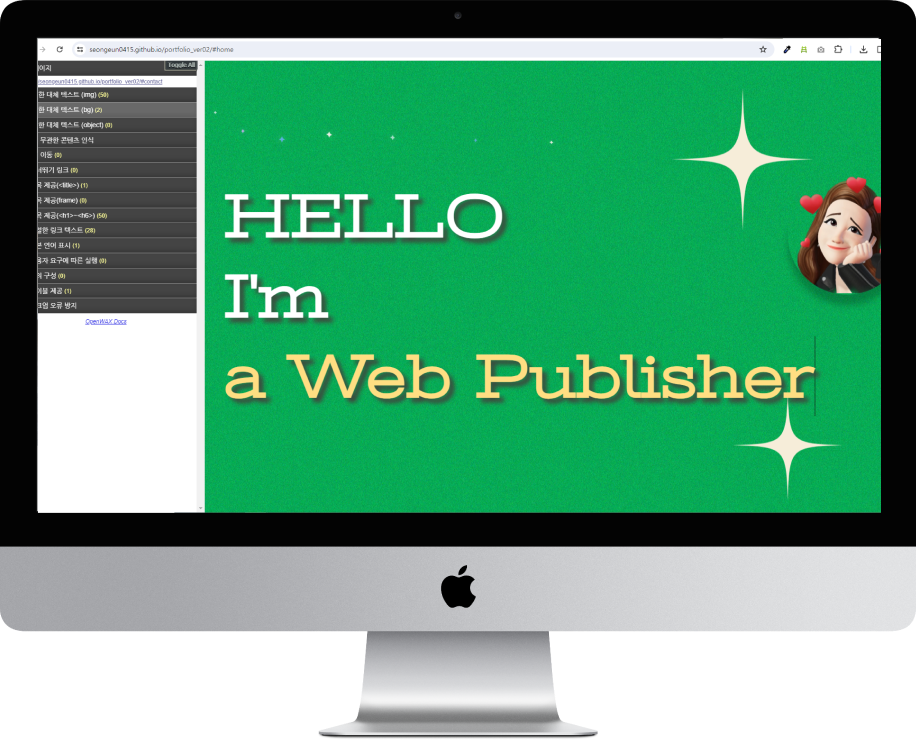 seongeun0415.github.io/portfolio_ver02/#home
이지
Toggle All
/seongeun0415.github.io/portfolio_ver02/#contact
한 대체 텍스트 (img) (50)
한 대체 텍스트 (bg) (2)
한 대체 텍스트 (object) (0)
무관한 콘텐츠 인식
이동 (0)
뛰기 링크 (0)
제공(<title>) (1)
제공(frame) (0)
제공(<h1>~<h6>) (50)
절한 링크 텍스트 (28)
본 언어 표시 (1)
용자 요구에 따른 실행 (0)
의 구성 (0)
이블 제공 (1)
크업 오류 방지
OpenWAX Docs
HELLO
I'm
a Web Publisher